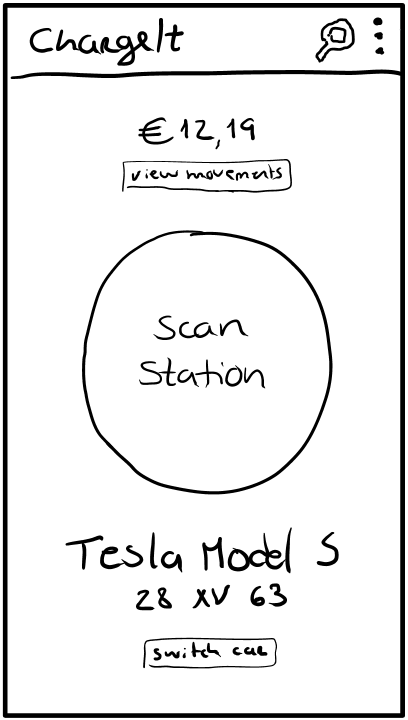 ChargeIt
€ 12,19
view movements
Scan
Station
Tesla Model S
28 XV 63
switch car